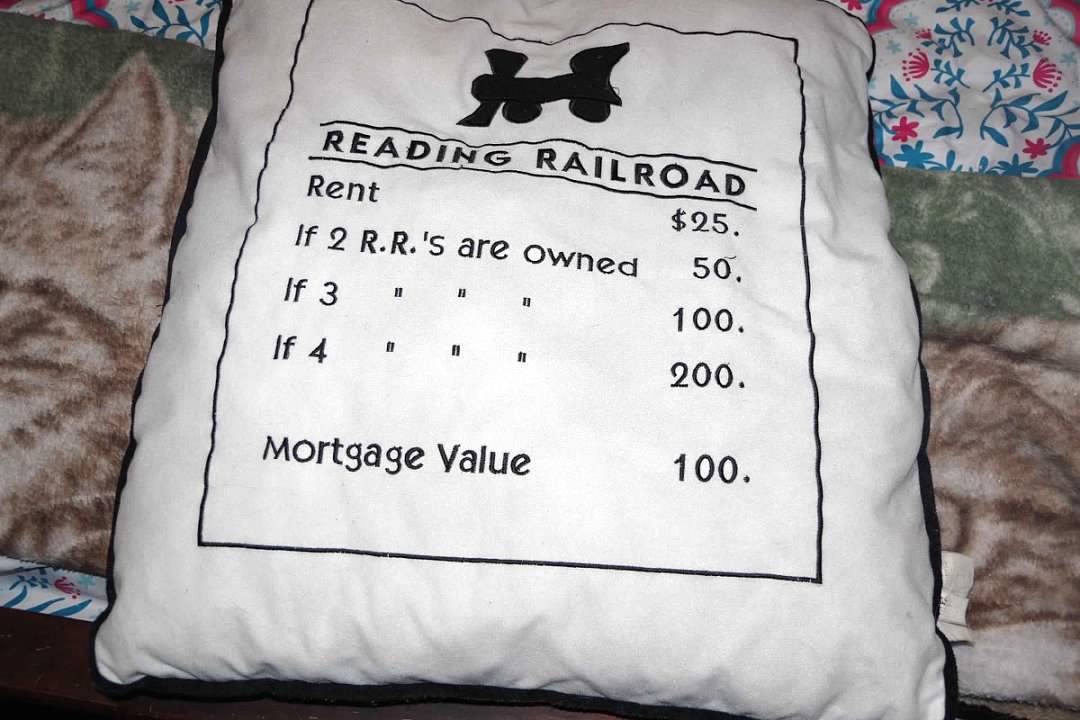 READING RAILROAD
Rent $25.
If 2 R.R.'s are owned 50.
If 3 " " " 100.
If 4 " " " 200.
Mortgage Value 100.